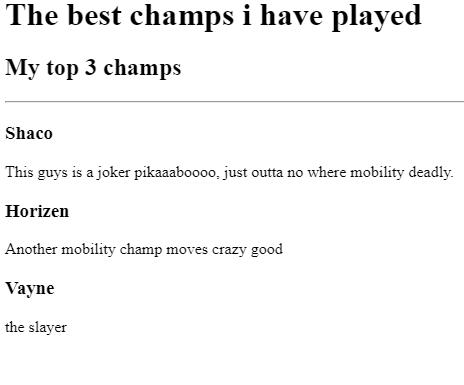 The best champs i have played
My top 3 champs
Shaco
This guys is a joker pikaaaboooo, just outta no where mobility deadly.
Horizen
Another mobility champ moves crazy good
Vayne
the slayer